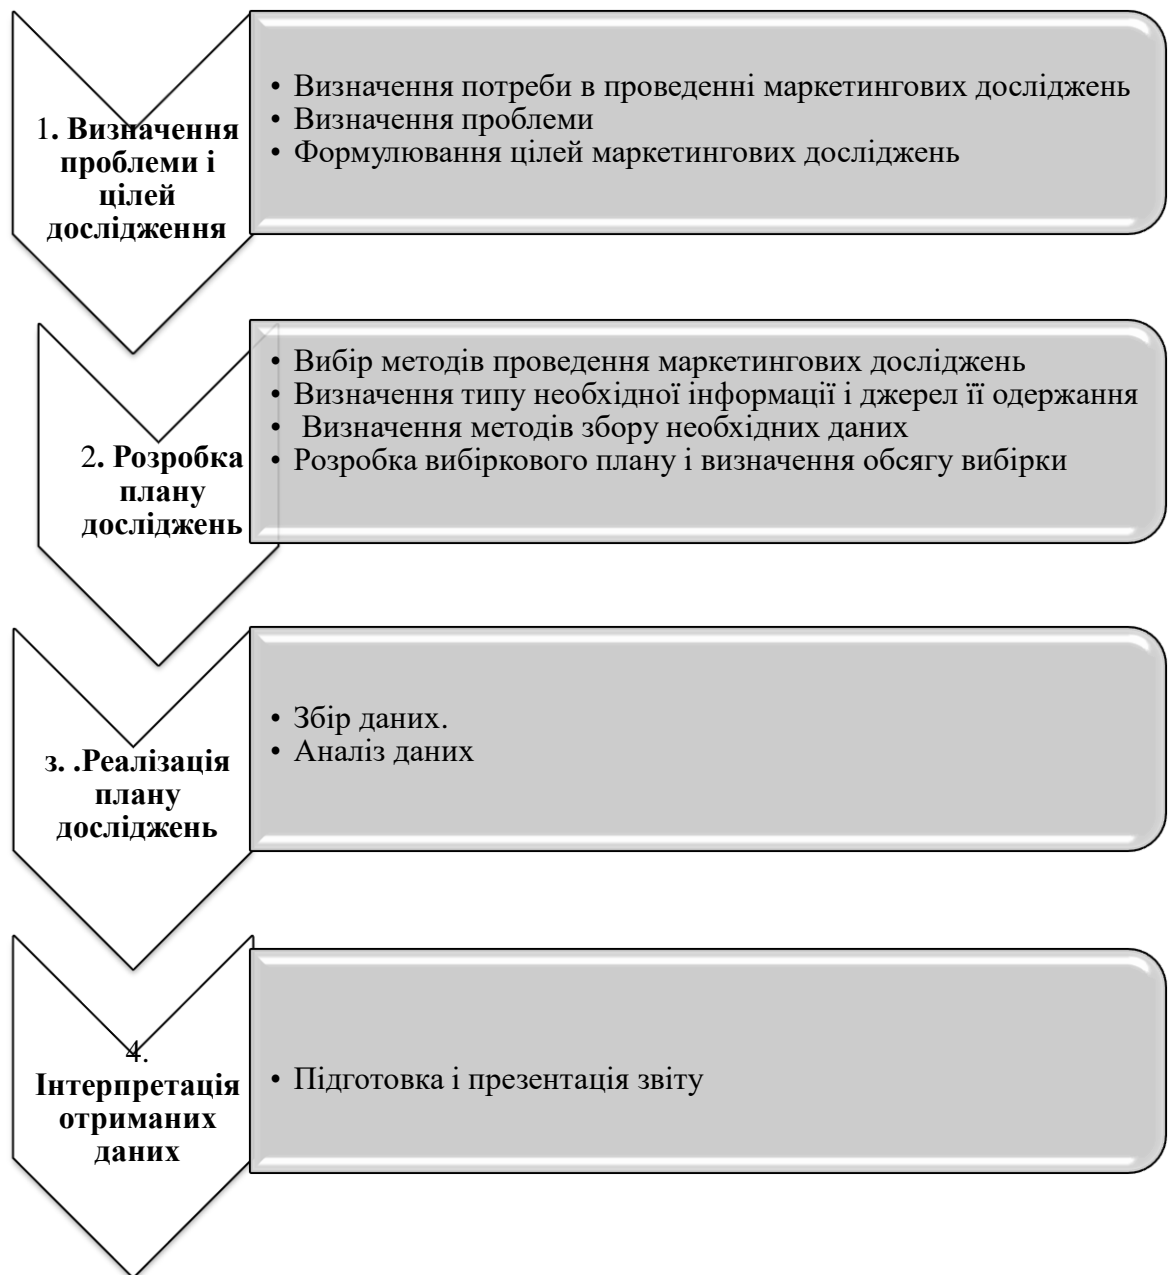 1. Визначення
проблеми і
цілей
дослідження
• Визначення потреби в проведенні маркетингових досліджень
• Визначення проблеми
• Формулювання цілей маркетингових досліджень
2. Розробка
плану
досліджень
• Вибір методів проведення маркетингових досліджень
• Визначення типу необхідної інформації і джерел її одержання
• Визначення методів збору необхідних даних
• Розробка вибіркового плану і визначення обсягу вибірки
з. .Реалізація
плану
досліджень
• Збір даних.
• Аналіз даних
4.
Інтерпретація
отриманих
даних
• Підготовка і презентація звіту